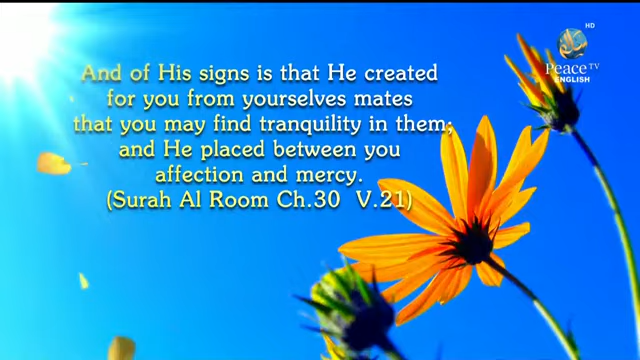 HD
Peace TV
ENGLISH
And of His signs is that He created
for you from yourselves mates
that you may find tranquility in them;
and He placed between you
affection and mercy.
(Surah Al Room Ch.30 V.21)